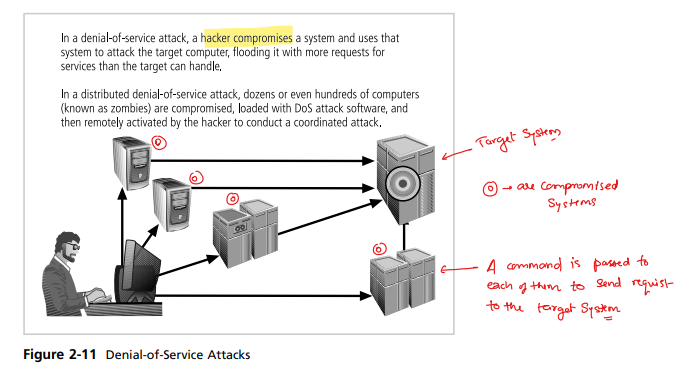 In a denial-of-service attack, a hacker compromises a system and uses that
system to attack the target computer, flooding it with more requests for
services than the target can handle.
In a distributed denial-of-service attack, dozens or even hundreds of computers
(known as zombies) are compromised, loaded with DoS attack software, and
then remotely activated by the hacker to conduct a coordinated attack.
Target System
→ are compromised
Systems
A command is passed to
each of them to send requist
to the target System
Figure 2-11 Denial-of-Service Attacks